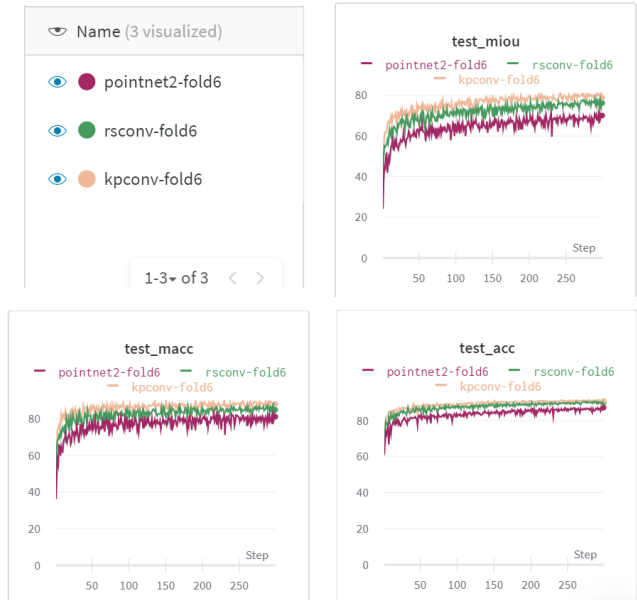 Name (3 visualized)
pointnet2-fold6
rsconv-fold6
kpconv-fold6
1-3 of 3
test_miou
pointnet2-fold6 rsconv-fold6
kpconv-fold6
80
60
40
20
0
Step
50 100 150 200 250
test_macc
pointnet2-fold6 rsconv-fold6
kpconv-fold6
80
60
40
20
0
Step
50 100 150 200 250
test_acc
pointnet2-fold6 rsconv-fold6
kpconv-fold6
80
60
40
20
0
Step
50 100 150 200 250